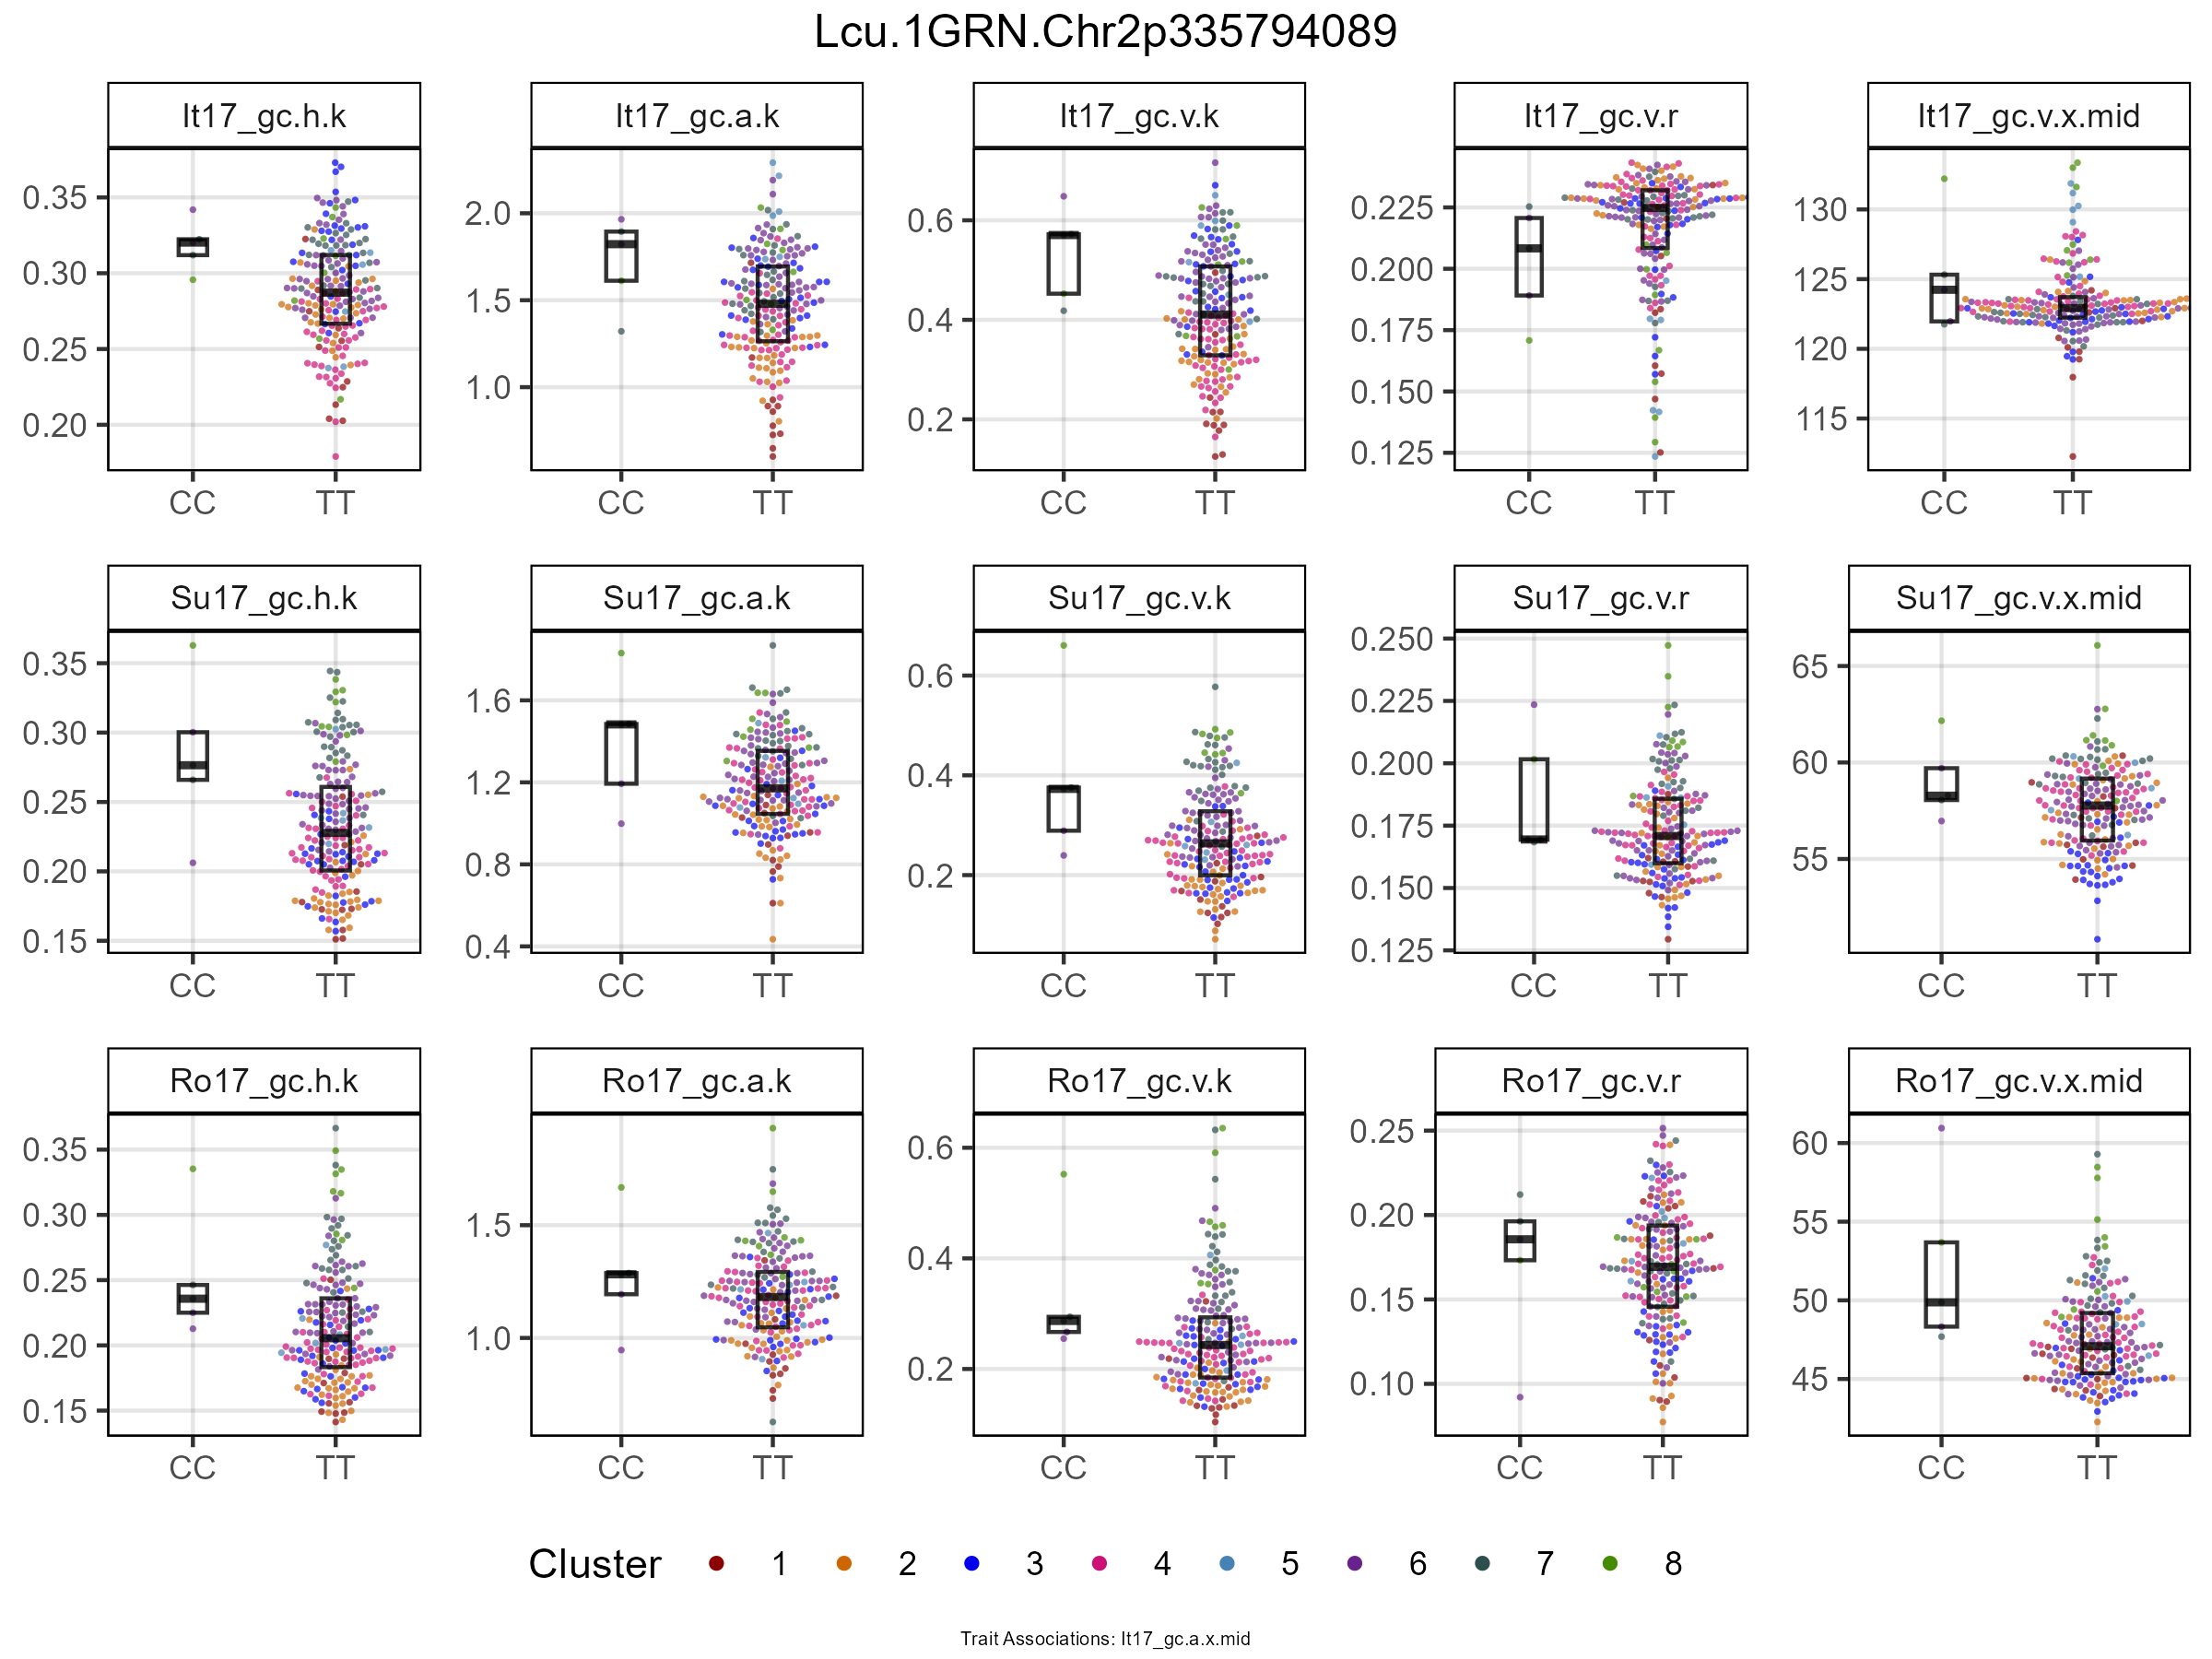 Lcu.1GRN.Chr2p335794089
It17_gc.h.k It17_gc.a.k It17_gc.v.k It17_gc.v.r It17_gc.v.x.mid
0.35 0.30 0.25 0.20
2.0 1.5 1.0
0.6 0.4 0.2
0.225 0.200 0.175 0.150 0.125
130 125 120 115
CC TT CC TT CC TT CC TT CC TT
Su17_gc.h.k Su17_gc.a.k Su17_gc.v.k Su17_gc.v.r Su17_gc.v.x.mid
0.35 0.30 0.25 0.20 0.15
1.6 1.2 0.8 0.4
0.6 0.4 0.2
0.250 0.225 0.200 0.175 0.150 0.125
65 60 55
CC TT CC TT CC TT CC TT CC TT
Ro17_gc.h.k Ro17_gc.a.k Ro17_gc.v.k Ro17_gc.v.r Ro17_gc.v.x.mid
0.35 0.30 0.25 0.20 0.15
1.5 1.0
0.6 0.4 0.2
0.25 0.20 0.15 0.10
60 55 50 45
CC TT CC TT CC TT CC TT CC TT
Cluster 1 2 3 4 5 6 7 8
Trait Associations: It17_gc.a.x.mid